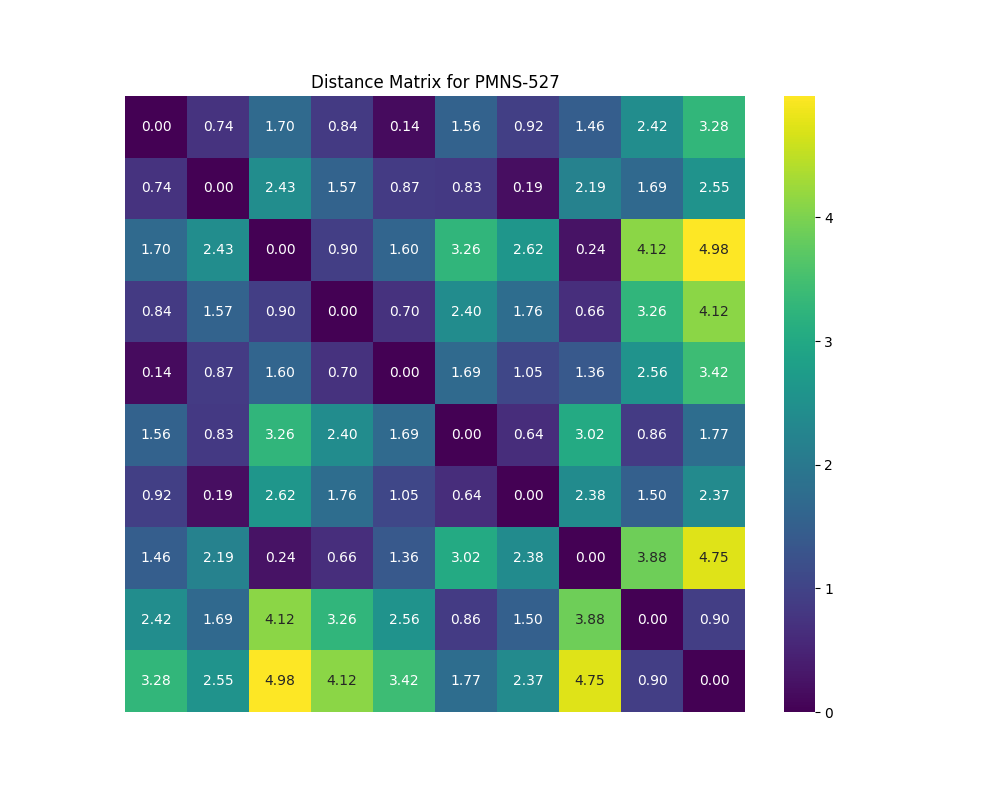 Distance Matrix for PMNS-527
0.00 0.74 1.70 0.84 0.14 1.56 0.92 1.46 2.42 3.28
0.74 0.00 2.43 1.57 0.87 0.83 0.19 2.19 1.69 2.55
1.70 2.43 0.00 0.90 1.60 3.26 2.62 0.24 4.12 4.98
0.84 1.57 0.90 0.00 0.70 2.40 1.76 0.66 3.26 4.12
0.14 0.87 1.60 0.70 0.00 1.69 1.05 1.36 2.56 3.42
1.56 0.83 3.26 2.40 1.69 0.00 0.64 3.02 0.86 1.77
0.92 0.19 2.62 1.76 1.05 0.64 0.00 2.38 1.50 2.37
1.46 2.19 0.24 0.66 1.36 3.02 2.38 0.00 3.88 4.75
2.42 1.69 4.12 3.26 2.56 0.86 1.50 3.88 0.00 0.90
3.28 2.55 4.98 4.12 3.42 1.77 2.37 4.75 0.90 0.00
4
3
2
1
0